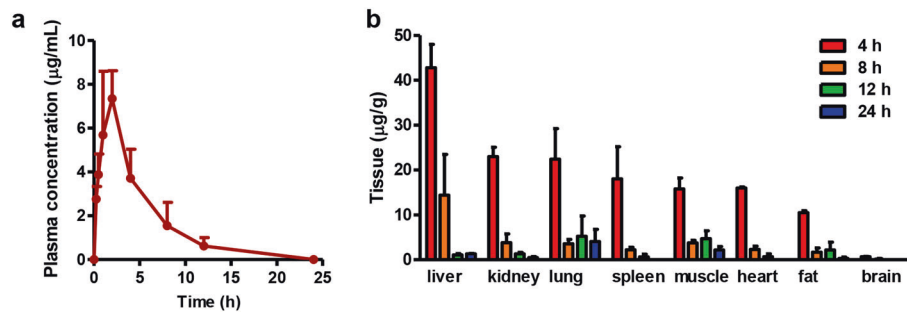 a
Plasma concentration (µg/mL)
10
8
6
4
2
0
0 5 10 15 20 25
Time (h)
b
Tissue (µg/g)
50
40
30
20
10
0
4 h
8 h
12 h
24 h
liver kidney lung spleen muscle heart fat brain